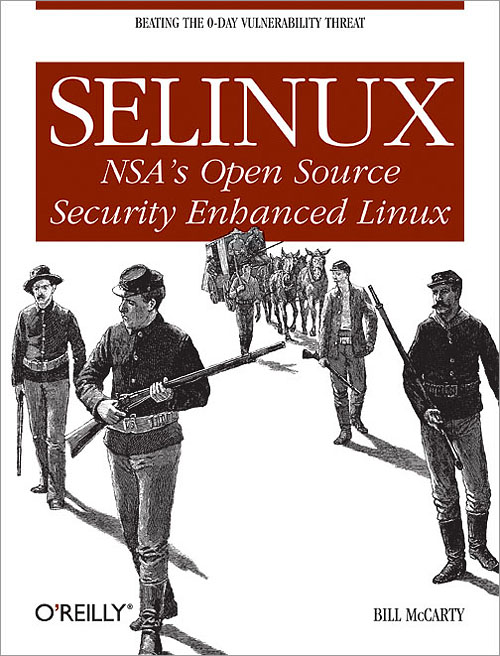 BEATING THE 0-DAY VULNERABILITY THREAT
SELINUX
NSA's Open Source
Security Enhanced Linux
O'REILLY®
BILL McCARTY